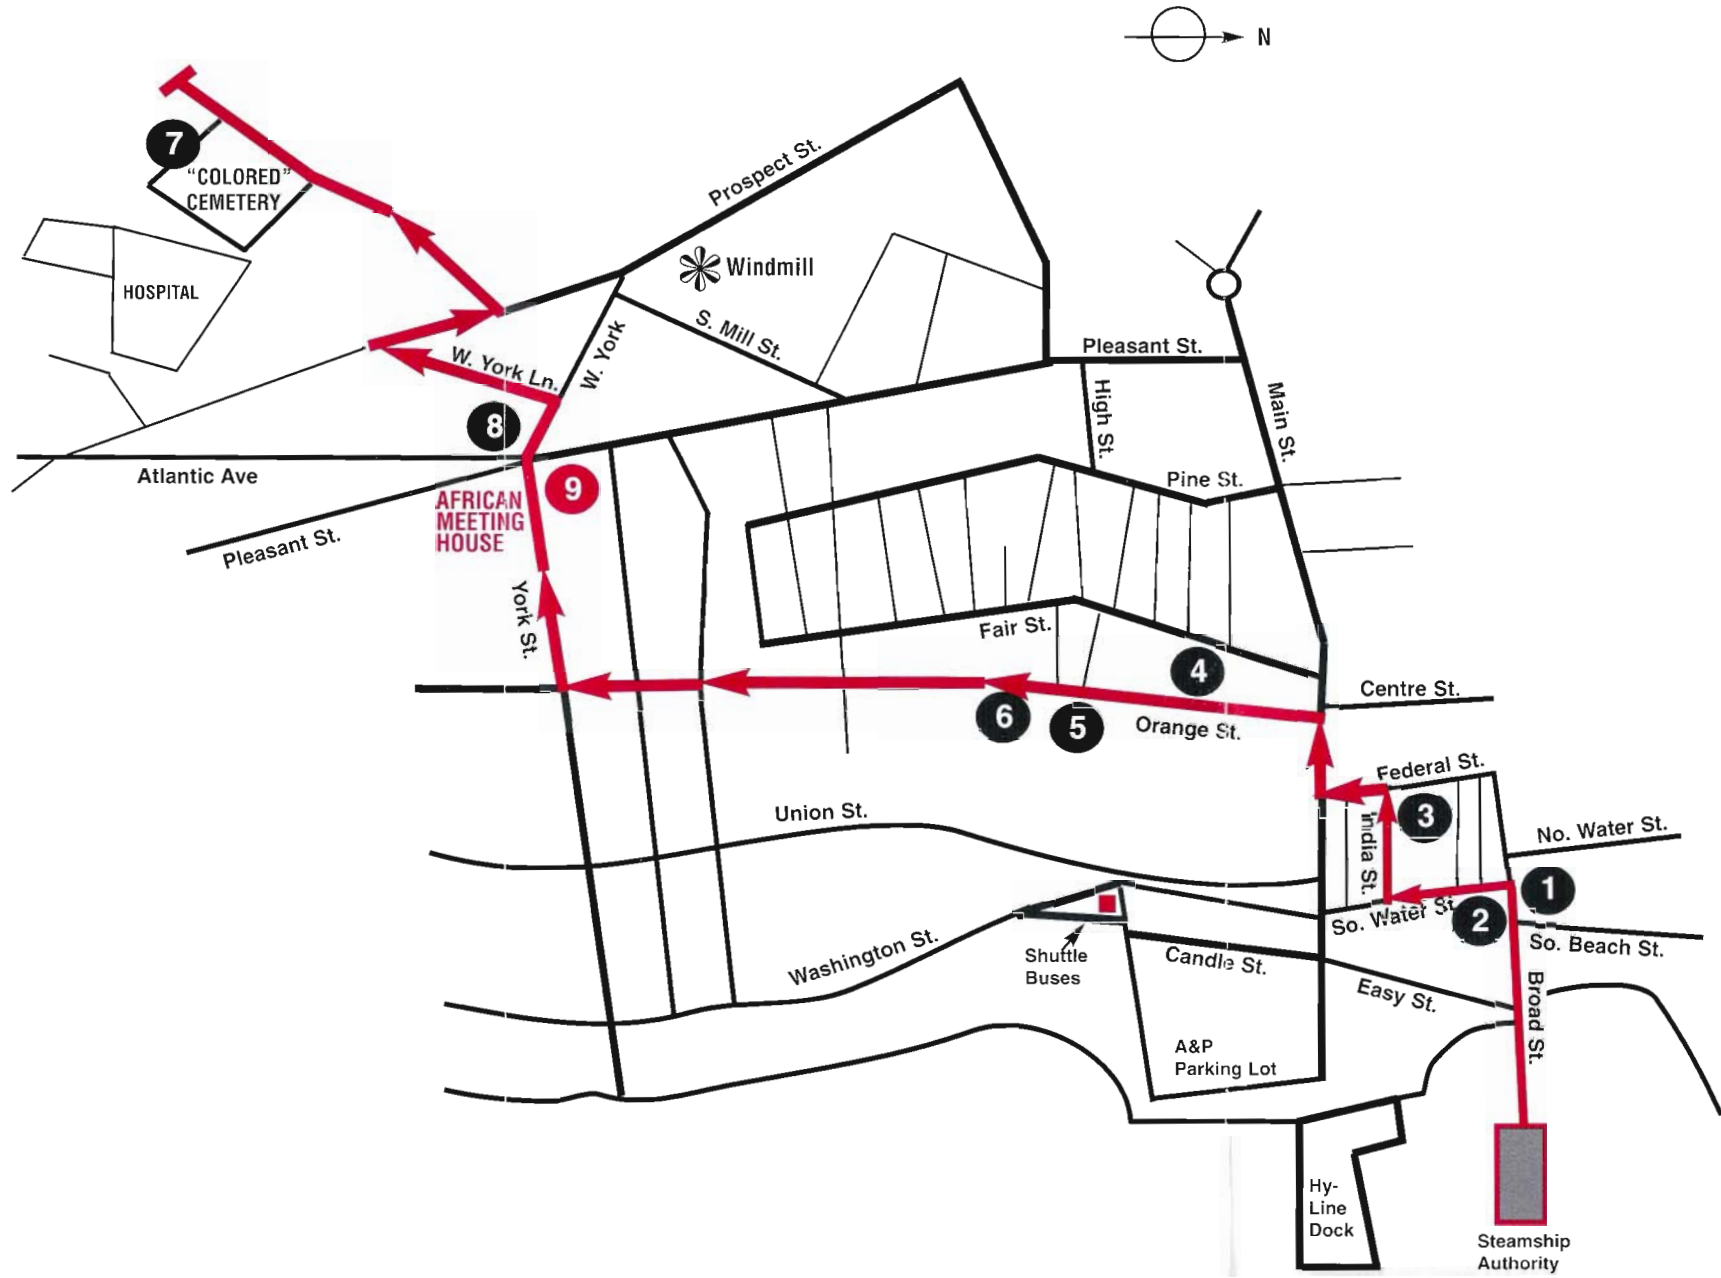 N
7
"COLORED"
CEMETERY
HOSPITAL
Prospect St.
Windmill
S. Mill St.
W. York
W. York Ln.
8
Pleasant St.
High St.
Main St.
Atlantic Ave
Pleasant St.
AFRICAN
MEETING
HOUSE
9
Pine St.
York St.
Fair St.
4
Centre St.
6
5
Orange St.
Federal St.
3
India St.
No. Water St.
Union St.
1
So. Water St.
2
So. Beach St.
Washington St.
Shuttle
Buses
Candle St.
Easy St.
Broad St.
A&P
Parking Lot
Hy-
Line
Dock
Steamship
Authority